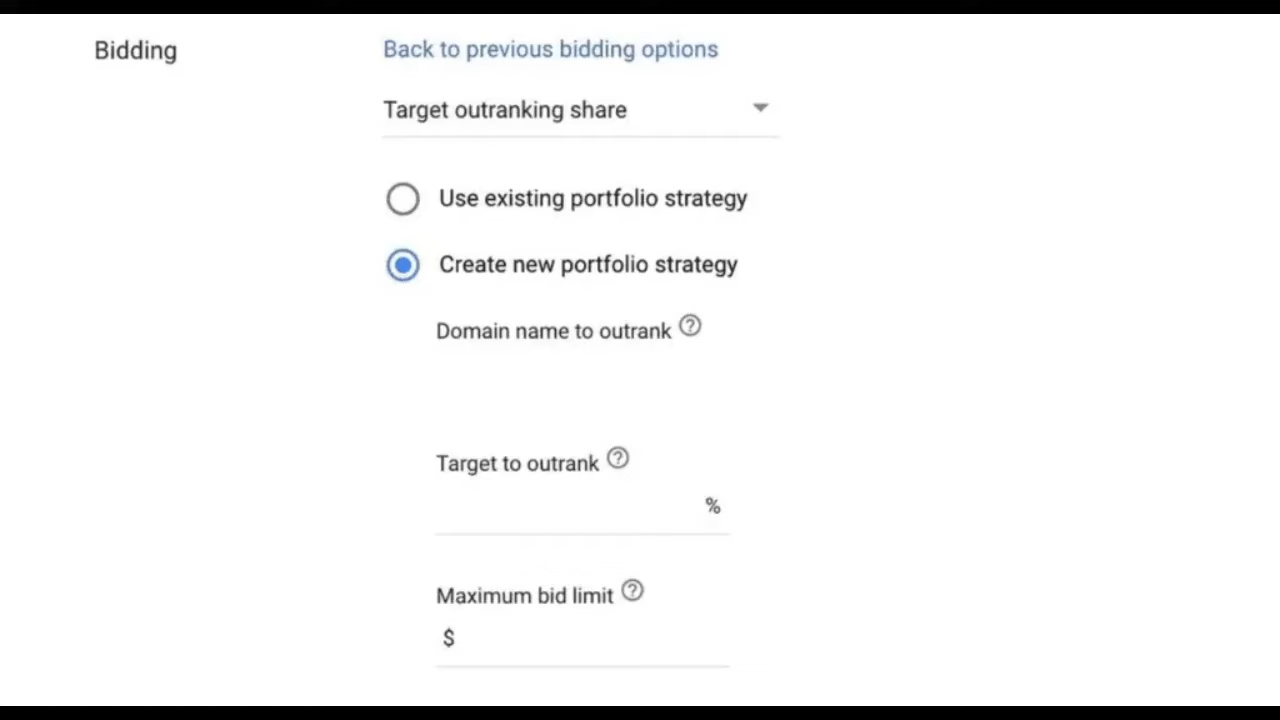 Bidding
Back to previous bidding options
Target outranking share
Use existing portfolio strategy
Create new portfolio strategy
Domain name to outrank ?
Target to outrank ?
%
Maximum bid limit ?
$